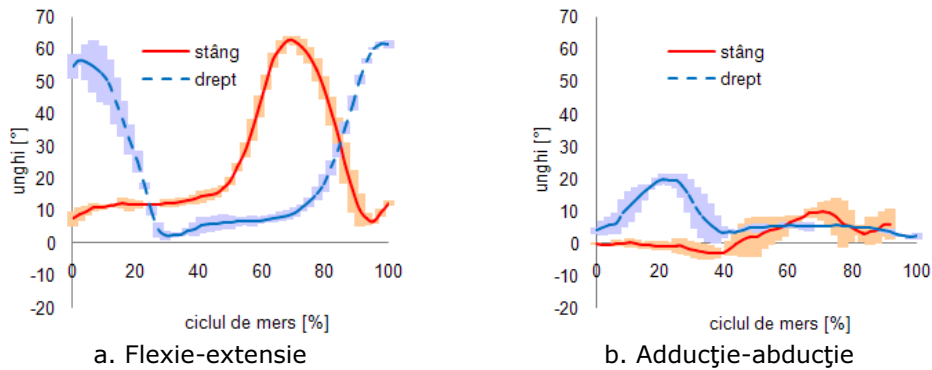 70
60
50
40
30
20
10
0
-10
-20
unghi [°]
stâng
drept
0 20 40 60 80 100
ciclul de mers [%]
a. Flexie-extensie
70
60
50
40
30
20
10
0
-10
-20
unghi [°]
stâng
drept
0 20 40 60 80 100
ciclul de mers [%]
b. Adducţie-abducţie